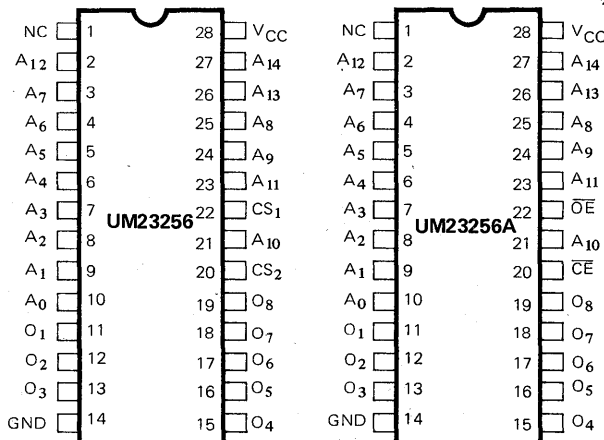 NC 1 28 VCC NC 1 28 VCC
A12 2 27 A14 A12 2 27 A14
A7 3 26 A13 A7 3 26 A13
A6 4 25 A8 A6 4 25 A8
A5 5 24 A9 A5 5 24 A9
A4 6 23 A11 A4 6 23 A11
A3 7 UM23256 22 CS1 A3 7 UM23256A 22 O̅E̅
A2 8 21 A10 A2 8 21 A10
A1 9 20 CS2 A1 9 20 C̅E̅
A0 10 19 O8 A0 10 19 O8
O1 11 18 O7 O1 11 18 O7
O2 12 17 O6 O2 12 17 O6
O3 13 16 O5 O3 13 16 O5
GND 14 15 O4 GND 14 15 O4